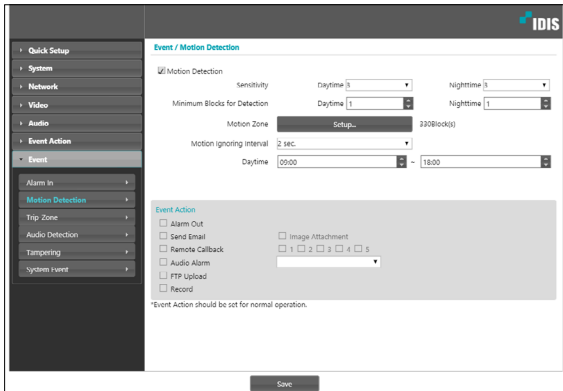 IDIS
Quick Setup
System
Network
Video
Audio
Event Action
Event
Alarm In
Motion Detection
Trip Zone
Audio Detection
Tampering
System Event
Event / Motion Detection
Motion Detection
Sensitivity Daytime 3 Nighttime 3
Minimum Blocks for Detection Daytime 1 Nighttime 1
Motion Zone Setup... 330Block(s)
Motion Ignoring Interval 2 sec.
Daytime 09:00 ~ 18:00
Event Action
Alarm Out
Send Email Image Attachment
Remote Callback 1 2 3 4 5
Audio Alarm
FTP Upload
Record
*Event Action should be set for normal operation.
Save